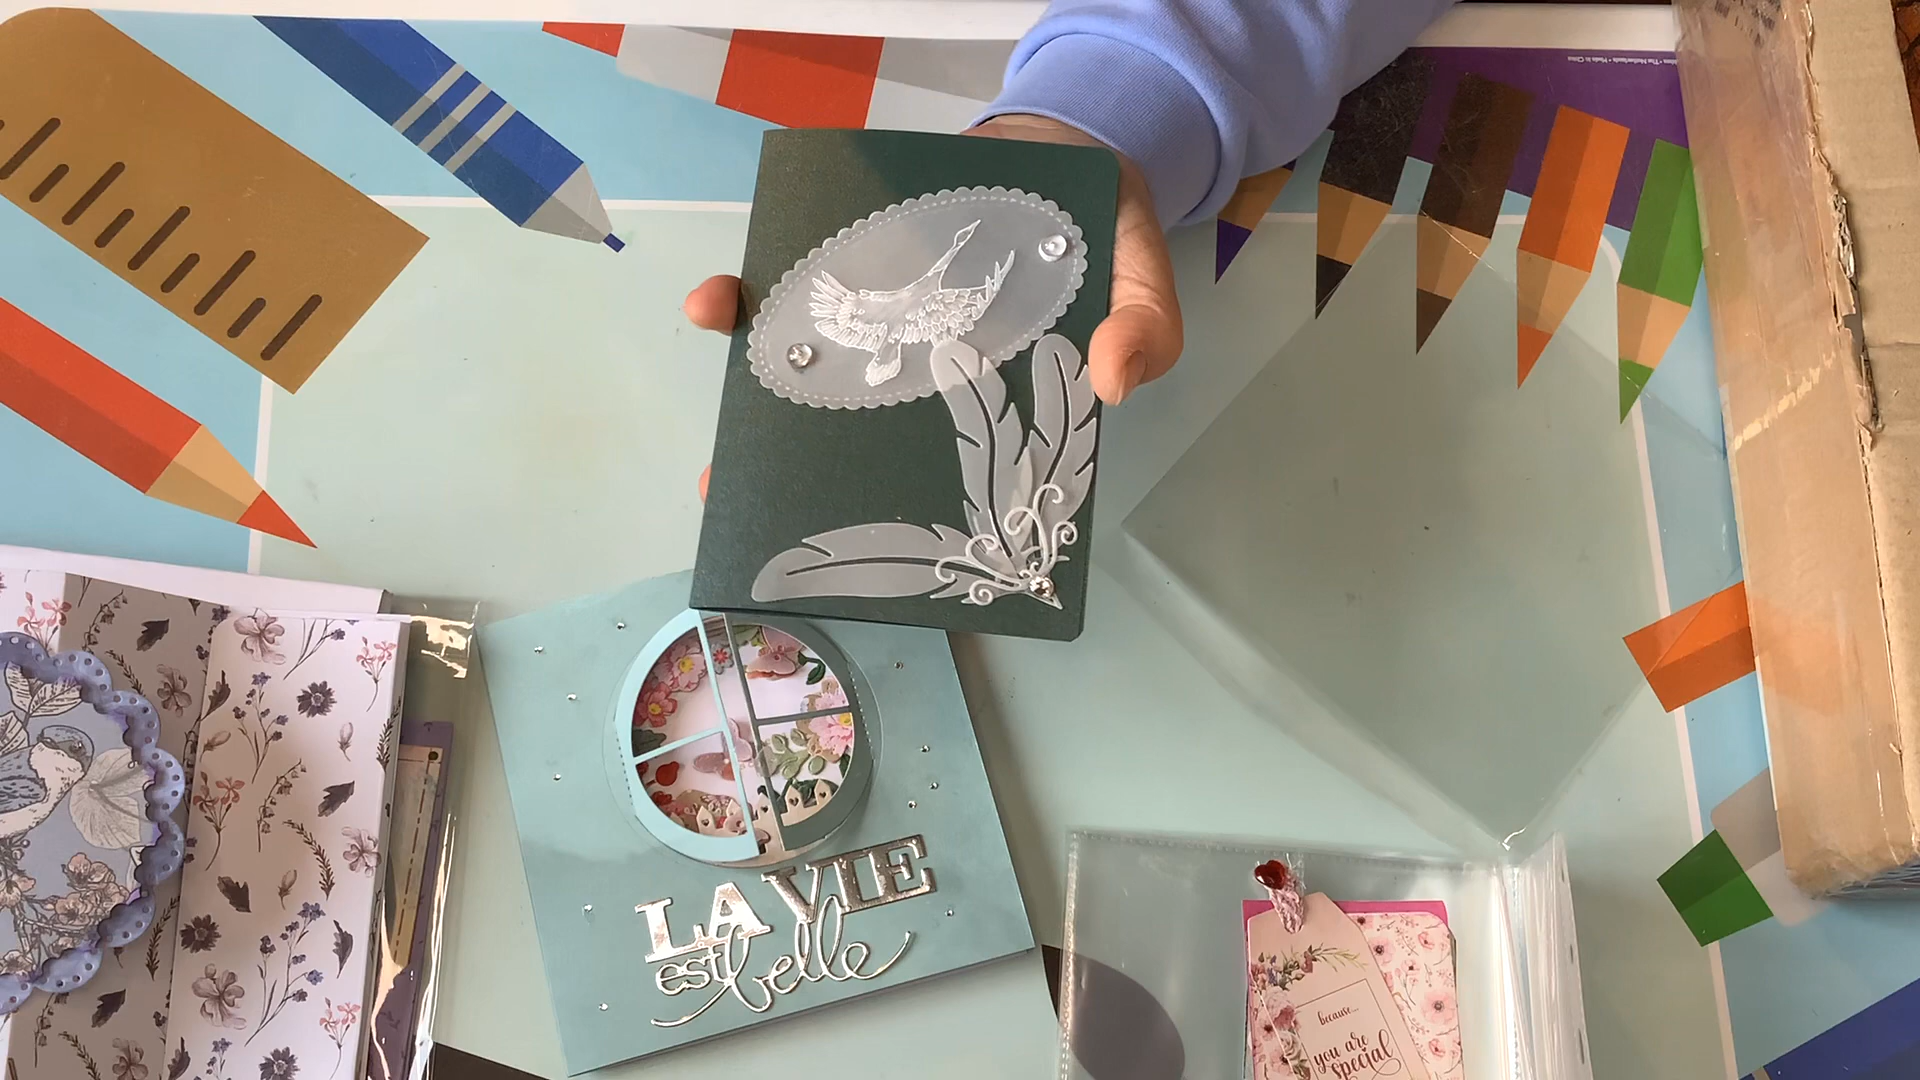 LA VIE
est belle
because...
you are
special